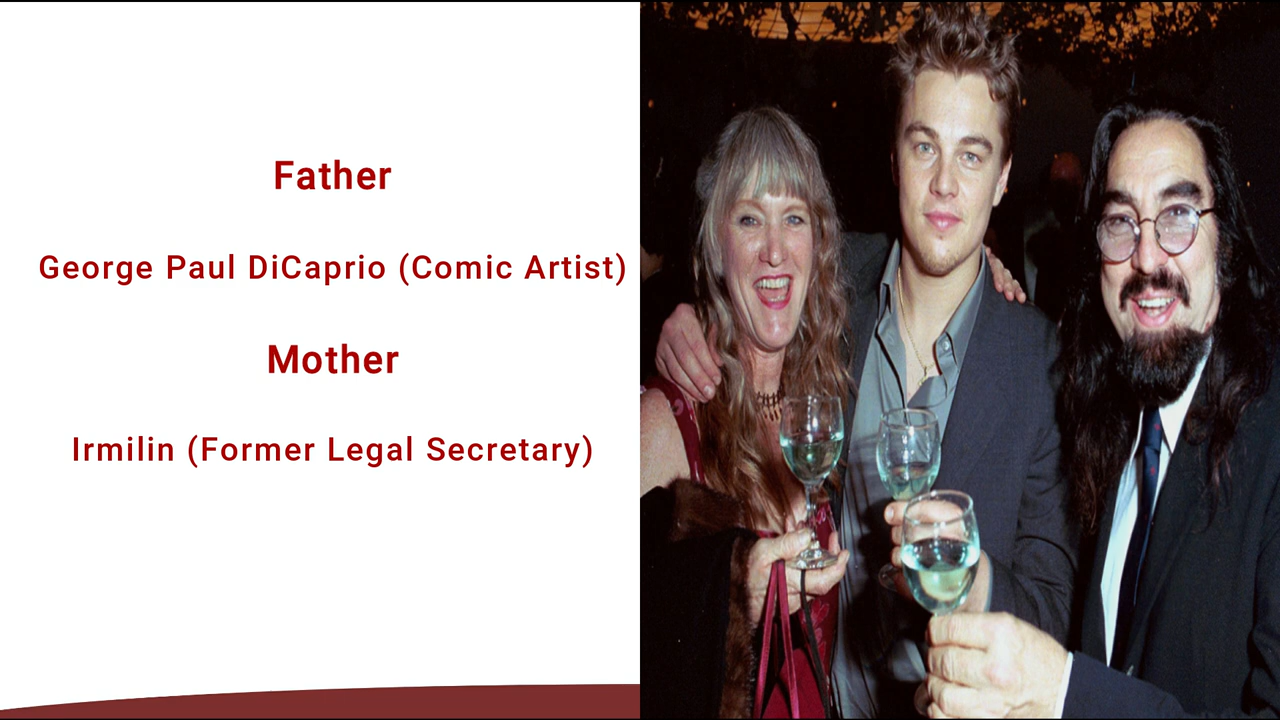 Father
George Paul DiCaprio (Comic Artist)
Mother
Irmilin (Former Legal Secretary)